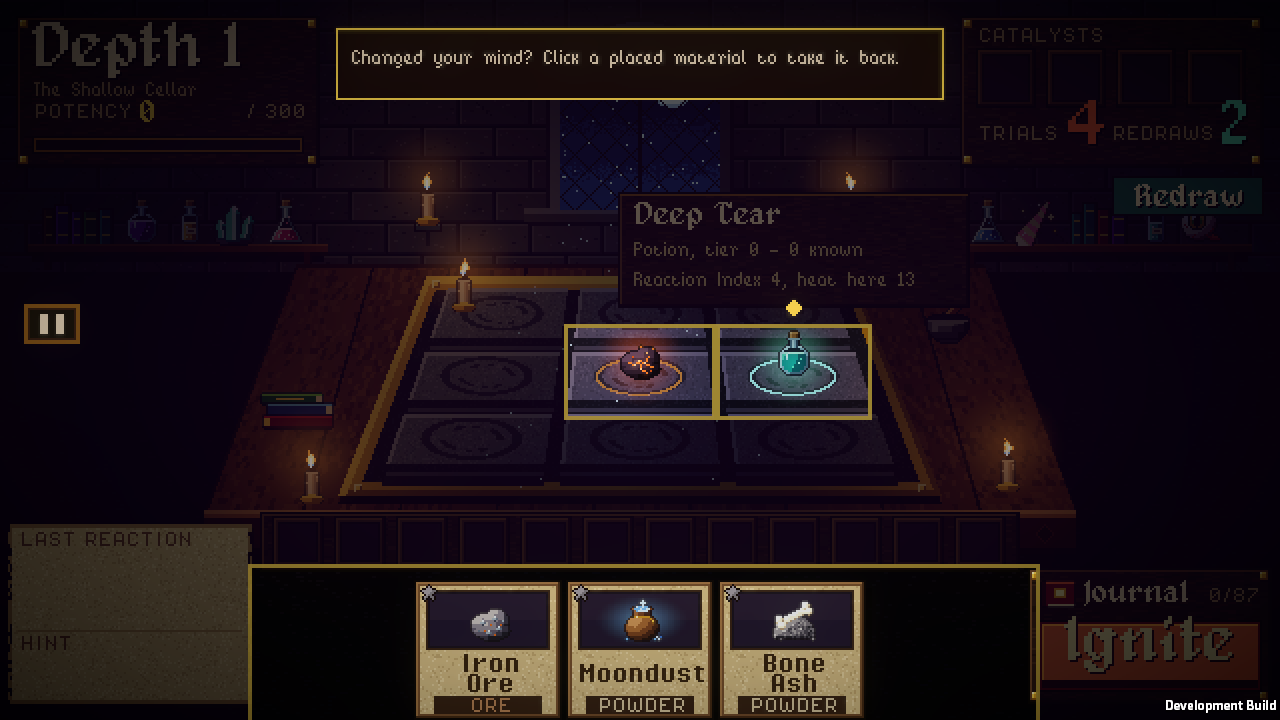 Depth 1
The Shallow Cellar
POTENCY 0 / 300
Changed your mind? Click a placed material to take it back.
CATALYSTS
TRIALS 4 REDRAWS 2
Redraw
Deep Tear
Potion, tier 0 - 0 known
Reaction Index 4, heat here 13
LAST REACTION
HINT
Iron
Ore
ORE
Moondust
POWDER
Bone
Ash
POWDER
Journal 0/87
Ignite
Development Build